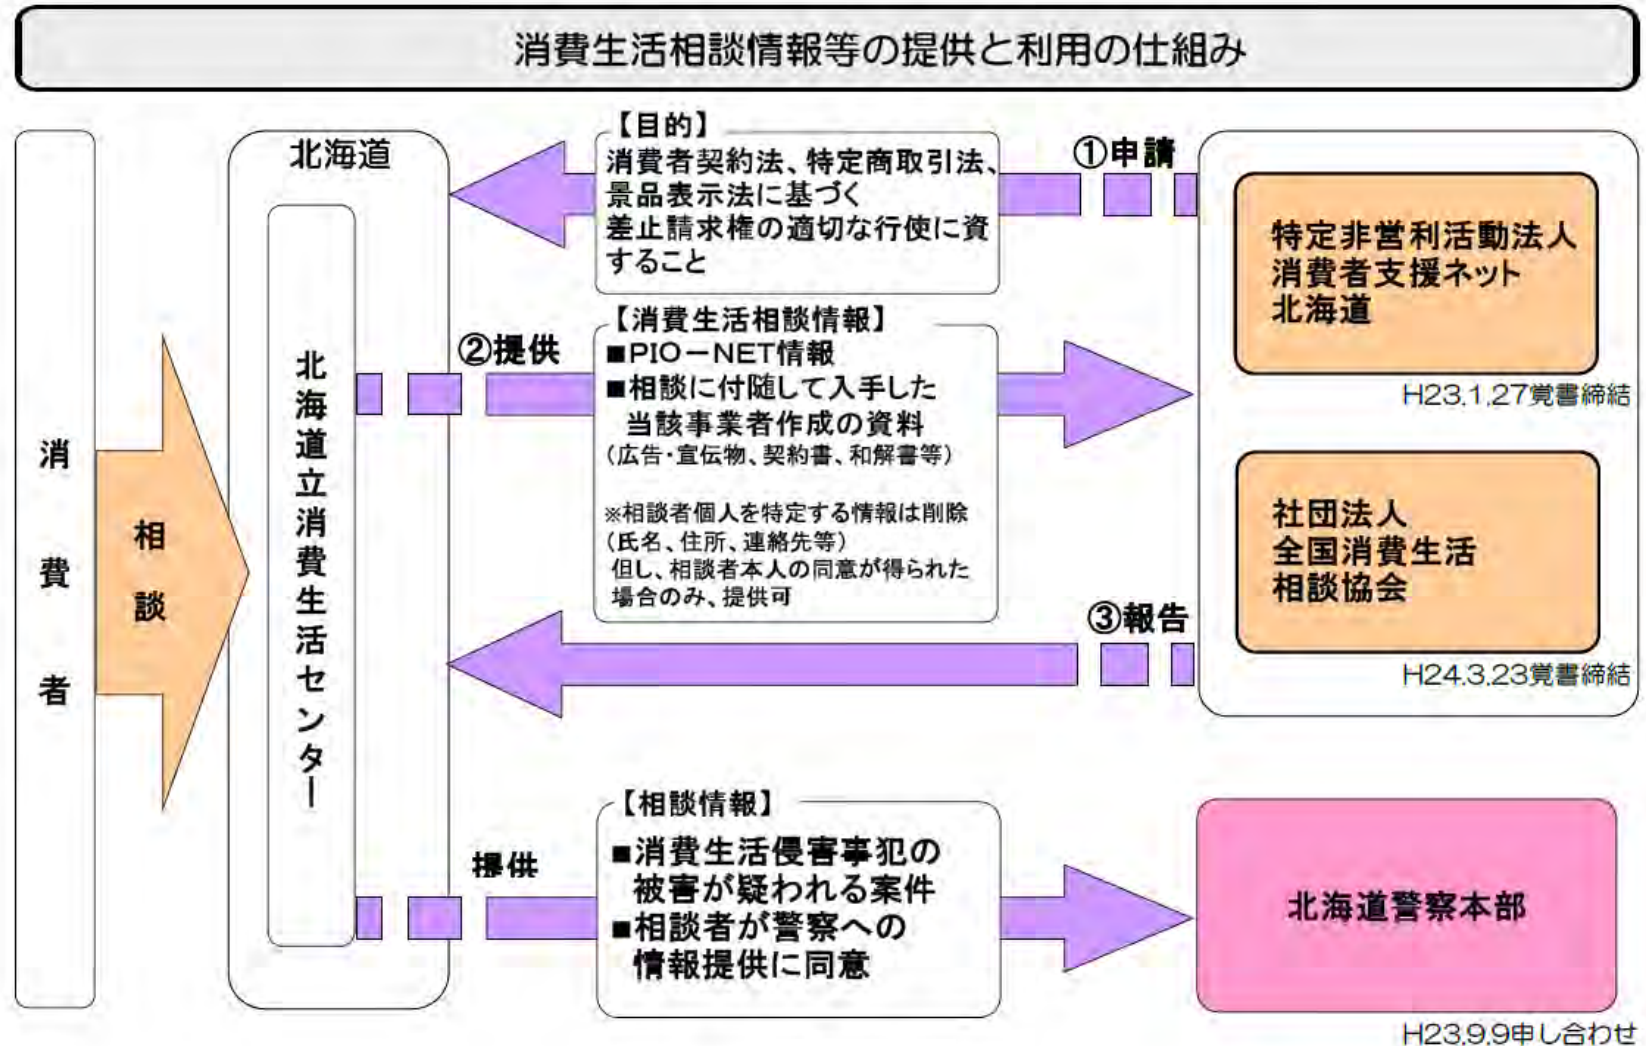 消費生活相談情報等の提供と利用の仕組み
消費者
相談
北海道
北海道立消費生活センター
【目的】
消費者契約法、特定商取引法、
景品表示法に基づく
差止請求権の適切な行使に資
すること
①申請
特定非営利活動法人
消費者支援ネット
北海道
H23.1.27覚書締結
②提供
【消費生活相談情報】
■PIO－NET情報
■相談に付随して入手した
当該事業者作成の資料
（広告・宣伝物、契約書、和解書等）
※相談者個人を特定する情報は削除
（氏名、住所、連絡先等）
但し、相談者本人の同意が得られた
場合のみ、提供可
社団法人
全国消費生活
相談協会
H24.3.23覚書締結
③報告
提供
【相談情報】
■消費生活侵害事犯の
被害が疑われる案件
■相談者が警察への
情報提供に同意
北海道警察本部
H23.9.9申し合わせ